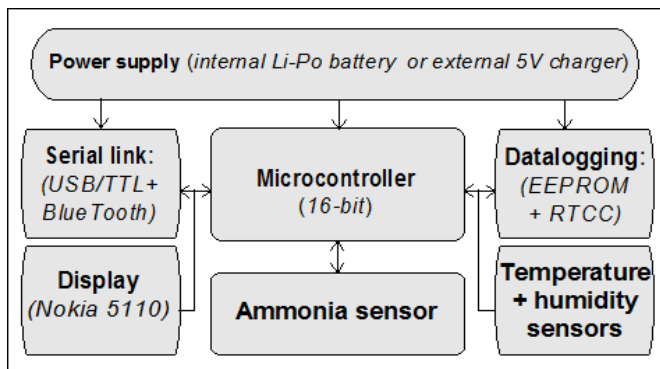 Power supply (internal Li-Po battery or external 5V charger)
Serial link:
(USB/TTL+
BlueTooth)
Microcontroller
(16-bit)
Datalogging:
(EEPROM
+ RTCC)
Display
(Nokia 5110)
Ammonia sensor
Temperature
+ humidity
sensors